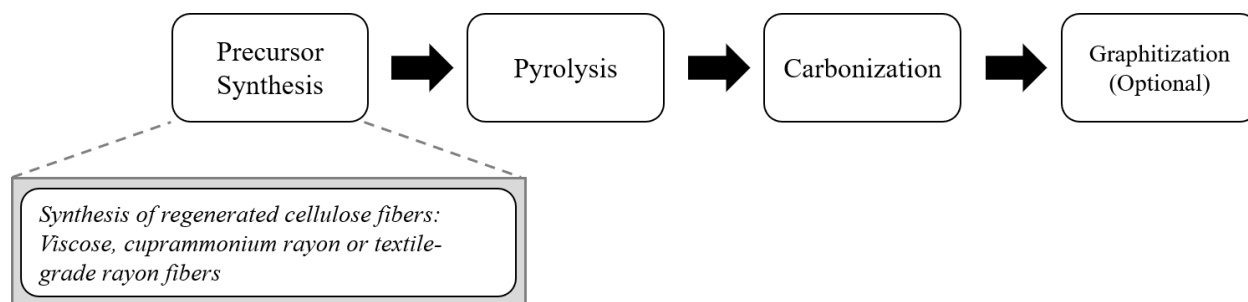 Precursor
Synthesis
Pyrolysis
Carbonization
Graphitization
(Optional)
Synthesis of regenerated cellulose fibers:
Viscose, cuprammonium rayon or textile-
grade rayon fibers